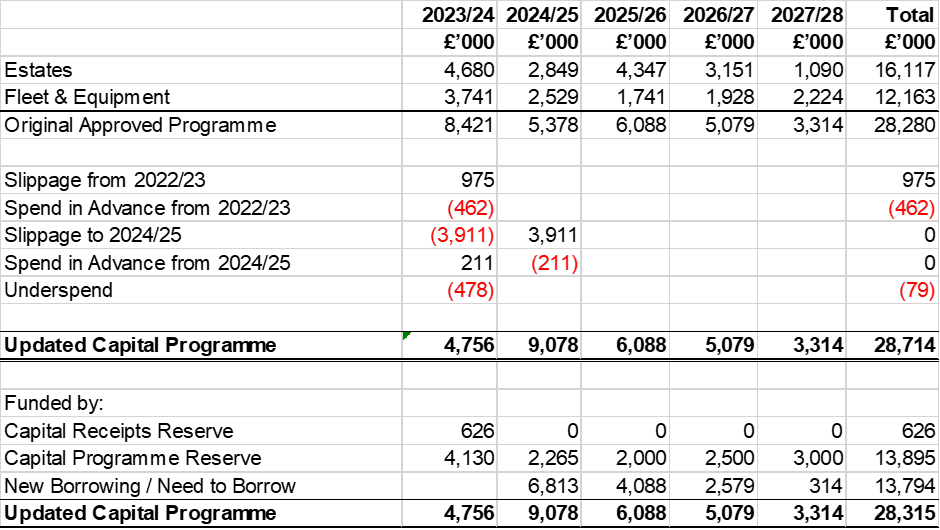 2023/24 2024/25 2025/26 2026/27 2027/28 Total
£’000 £’000 £’000 £’000 £’000 £’000
Estates 4,680 2,849 4,347 3,151 1,090 16,117
Fleet & Equipment 3,741 2,529 1,741 1,928 2,224 12,163
Original Approved Programme 8,421 5,378 6,088 5,079 3,314 28,280
Slippage from 2022/23 975 975
Spend in Advance from 2022/23 (462) (462)
Slippage to 2024/25 (3,911) 3,911 0
Spend in Advance from 2024/25 211 (211) 0
Underspend (478) (79)
Updated Capital Programme 4,756 9,078 6,088 5,079 3,314 28,714
Funded by:
Capital Receipts Reserve 626 0 0 0 0 626
Capital Programme Reserve 4,130 2,265 2,000 2,500 3,000 13,895
New Borrowing / Need to Borrow 6,813 4,088 2,579 314 13,794
Updated Capital Programme 4,756 9,078 6,088 5,079 3,314 28,315